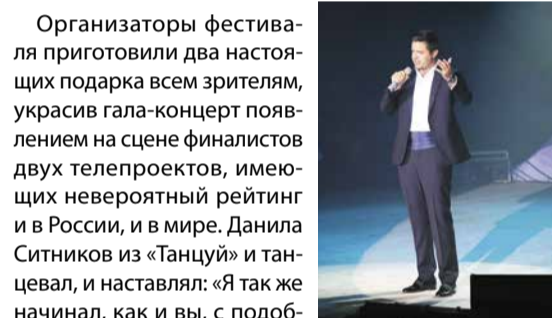 Организаторы фестива-
ля приготовили два настоя-
щих подарка всем зрителям,
украсив гала-концерт появ-
лением на сцене финалистов
двух телепроектов, имею-
щих невероятный рейтинг
и в России, и в мире. Данила
Ситников из «Танцуй» и тан-
цевал, и наставлял: «Я так же
начинал, как и вы, с подоб-